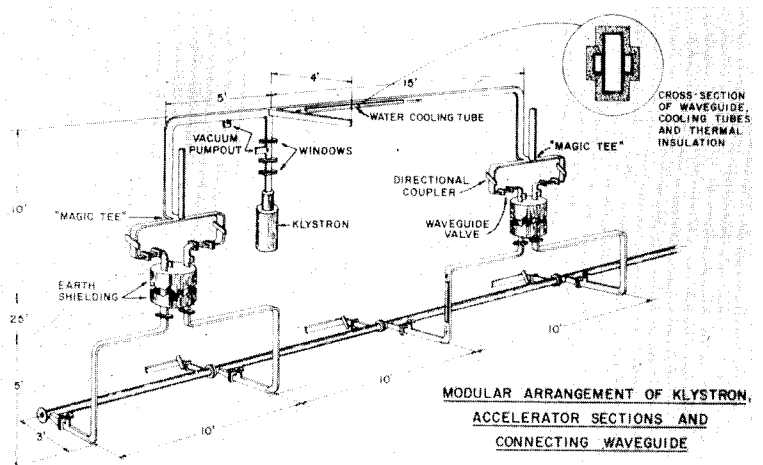 4'
5'
15'
CROSS-SECTION
OF WAVEGUIDE,
COOLING TUBES
AND THERMAL
INSULATION
WATER COOLING TUBE
VACUUM
PUMPOUT
WINDOWS
"MAGIC TEE"
DIRECTIONAL
COUPLER
10'
"MAGIC TEE"
KLYSTRON
WAVEGUIDE
VALVE
EARTH
SHIELDING
25'
10'
5'
10'
3'
10'
MODULAR ARRANGEMENT OF KLYSTRON,
ACCELERATOR SECTIONS AND
CONNECTING WAVEGUIDE